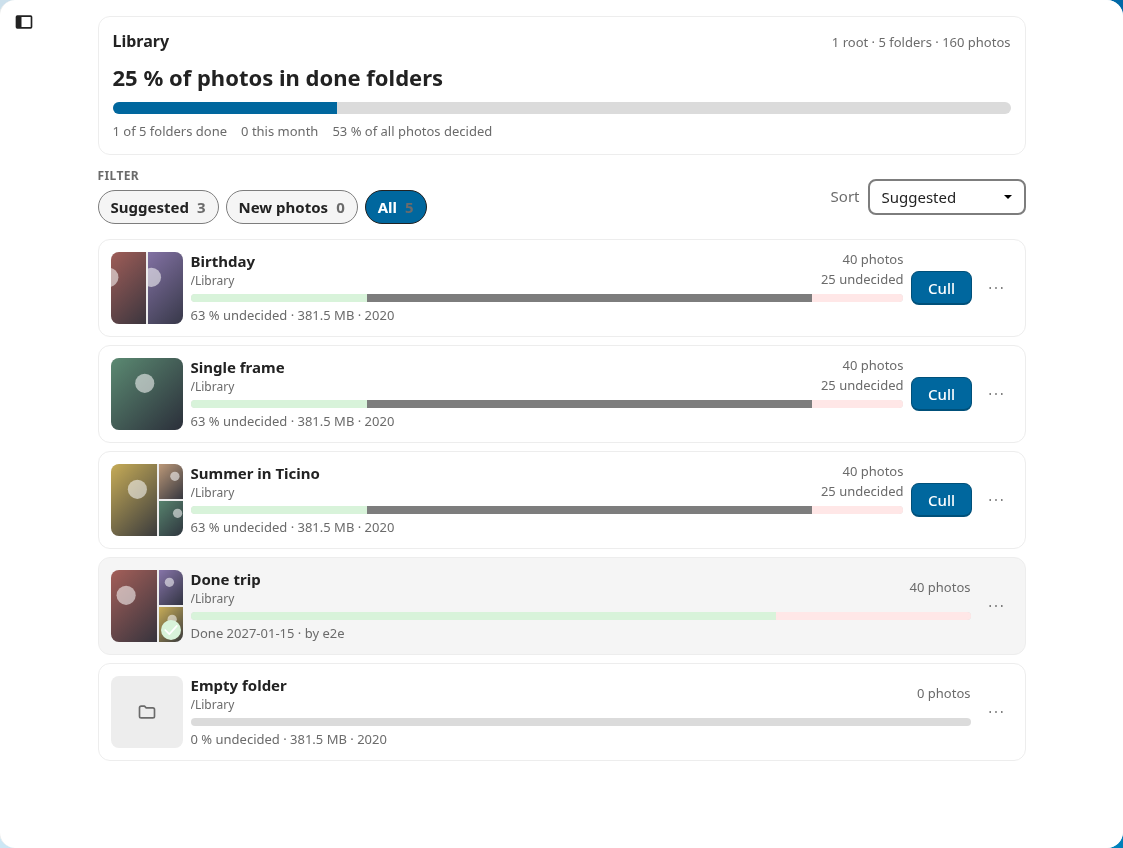 Library
1 root · 5 folders · 160 photos
25 % of photos in done folders
1 of 5 folders done 0 this month 53 % of all photos decided
FILTER
Suggested 3 New photos 0 All 5
Sort Suggested
Birthday
/Library
40 photos
25 undecided
Cull
63 % undecided · 381.5 MB · 2020
Single frame
/Library
40 photos
25 undecided
Cull
63 % undecided · 381.5 MB · 2020
Summer in Ticino
/Library
40 photos
25 undecided
Cull
63 % undecided · 381.5 MB · 2020
Done trip
/Library
40 photos
Done 2027-01-15 · by e2e
Empty folder
/Library
0 photos
0 % undecided · 381.5 MB · 2020